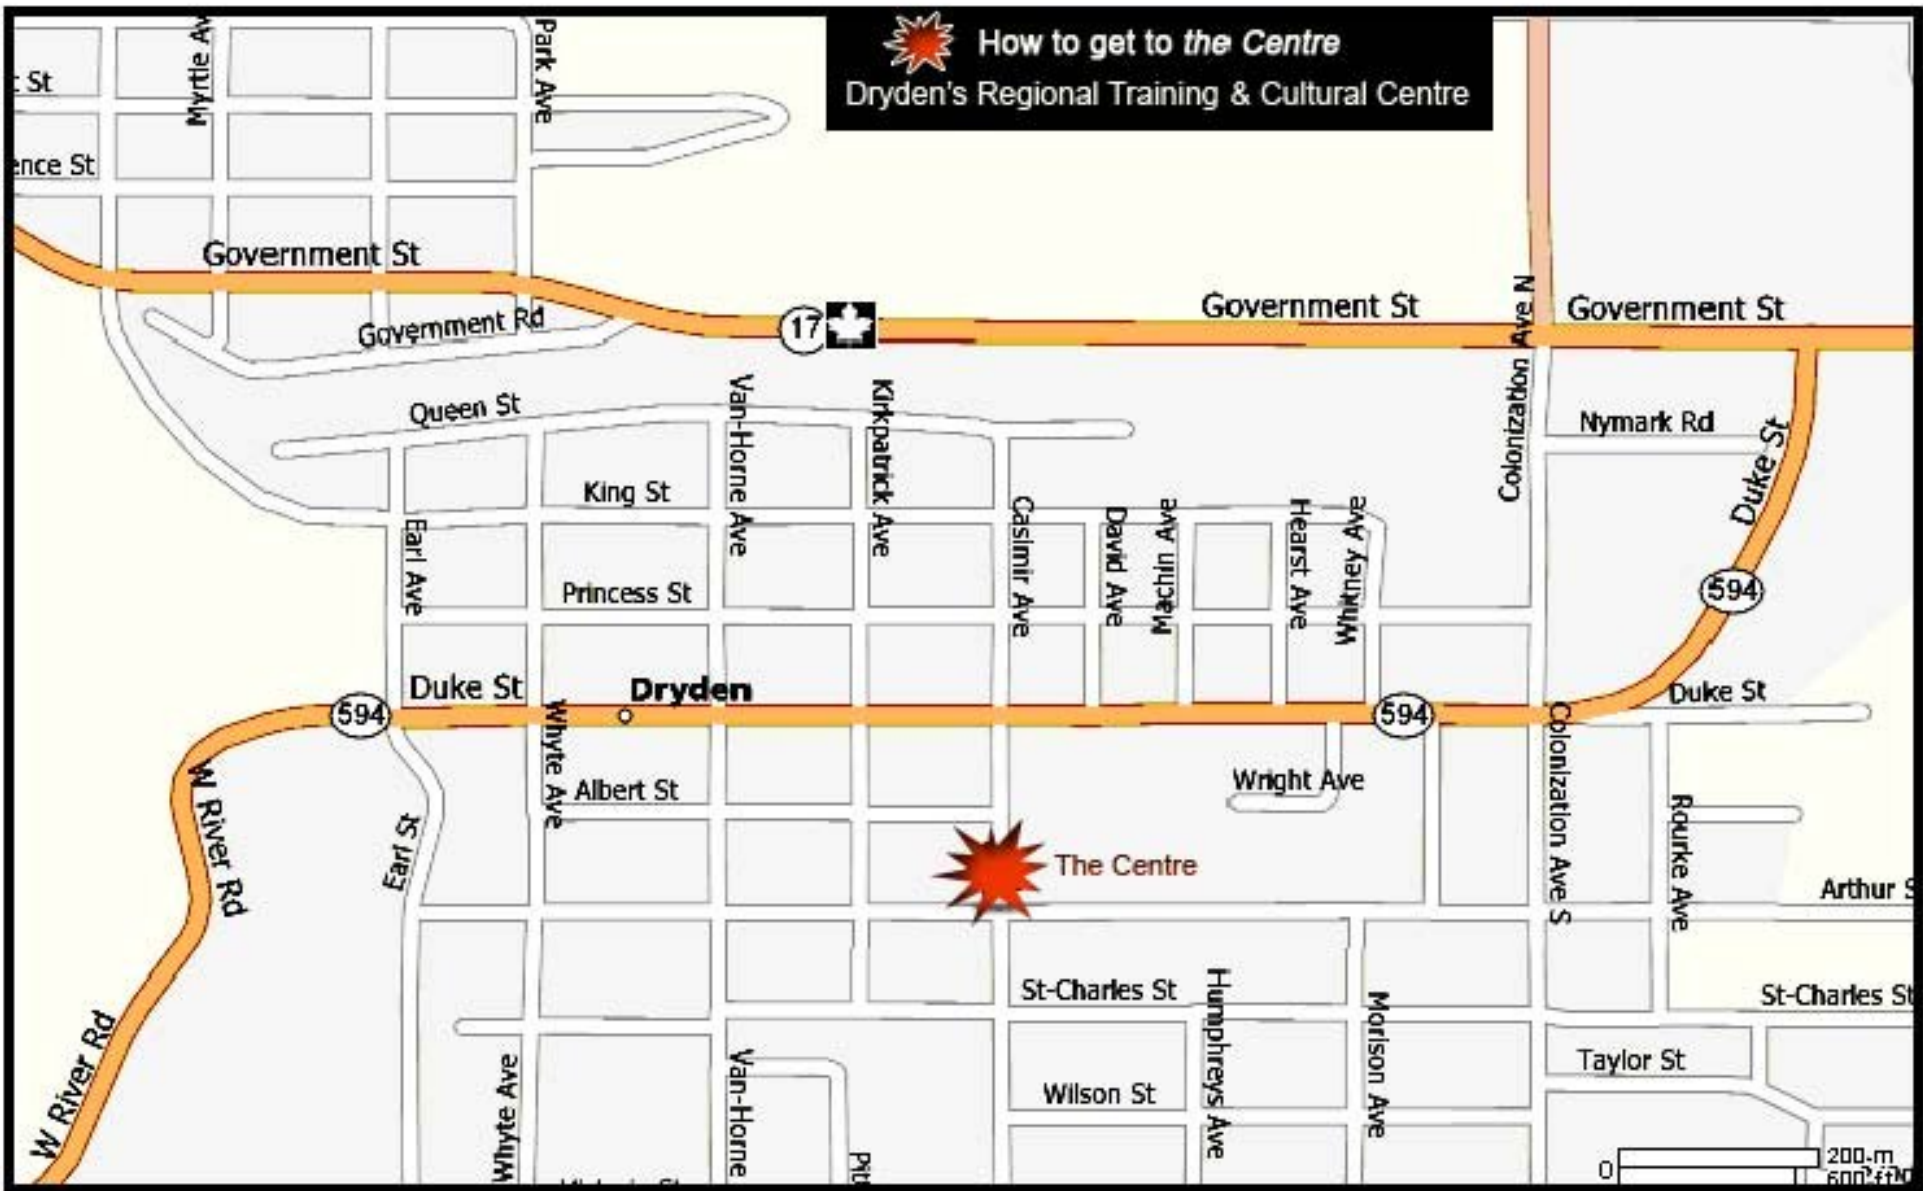 How to get to the Centre
Dryden's Regional Training & Cultural Centre
t St
Myrtle Av
Park Ave
ence St
Government St
Government Rd
17
Government St
Colonization Ave N
Government St
Queen St
Van-Horne Ave
Kirkpatrick Ave
Nymark Rd
Duke St
King St
Earl Ave
Casimir Ave
David Ave
Machin Ave
Hearst Ave
Whitney Ave
Princess St
594
Duke St
Dryden
594
594
Duke St
Whyte Ave
Albert St
Wright Ave
Colonization Ave S
Rourke Ave
W River Rd
Earl St
The Centre
Arthur S
St-Charles St
Humphreys Ave
Morison Ave
St-Charles St
W River Rd
Whyte Ave
Van-Horne
Wilson St
Taylor St
Pitt
0
200-m
600-ft